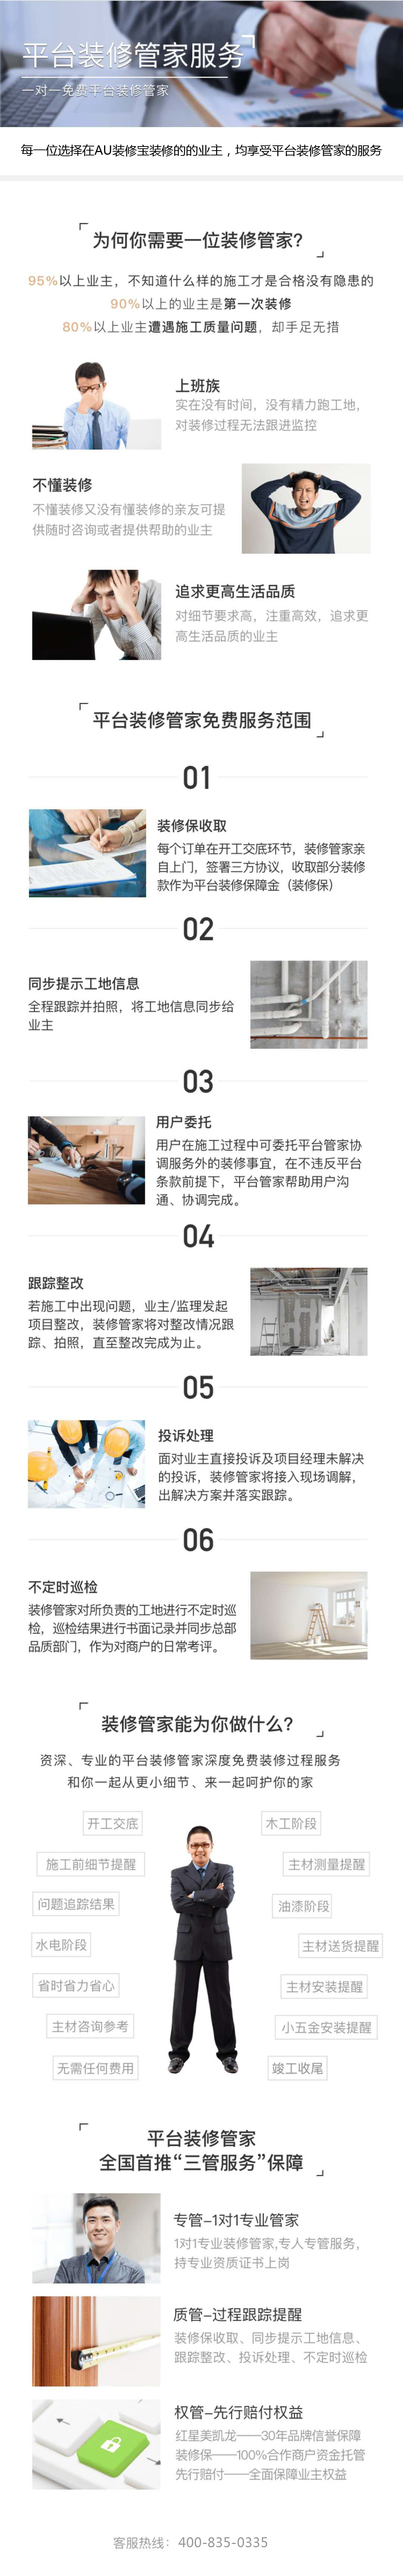 平台装修管家服务
一对一免费平台装修管家
每一位选择在AU装修宝装修的的业主，均享受平台装修管家的服务
为何你需要一位装修管家?
95%以上业主，不知道什么样的施工才是合格没有隐患的
90%以上的业主是第一次装修
80%以上业主遭遇施工质量问题，却手足无措
上班族
实在没有时间，没有精力跑工地，
对装修过程无法跟进监控
不懂装修
不懂装修又没有懂装修的亲友可提
供随时咨询或者提供帮助的业主
追求更高生活品质
对细节要求高，注重高效，追求更
高生活品质的业主
平台装修管家免费服务范围
01
装修保收取
每个订单在开工交底环节，装修管家亲
自上门，签署三方协议，收取部分装修
款作为平台装修保障金（装修保）
02
同步提示工地信息
全程跟踪并拍照，将工地信息同步给
业主
03
用户委托
用户在施工过程中可委托平台管家协
调服务外的装修事宜，在不违反平台
条款前提下，平台管家帮助用户沟
通、协调完成。
04
跟踪整改
若施工中出现问题，业主/监理发起
项目整改，装修管家将对整改情况跟
踪、拍照，直至整改完成为止。
05
投诉处理
面对业主直接投诉及项目经理未解决
的投诉，装修管家将接入现场调解，
出解决方案并落实跟踪。
06
不定时巡检
装修管家对所负责的工地进行不定时巡
检，巡检结果进行书面记录并同步总部
品质部门，作为对商户的日常考评。
装修管家能为你做什么?
资深、专业的平台装修管家深度免费装修过程服务
和你一起从更小细节、来一起呵护你的家
开工交底
木工阶段
施工前细节提醒
主材测量提醒
问题追踪结果
油漆阶段
水电阶段
主材送货提醒
省时省力省心
主材安装提醒
主材咨询参考
小五金安装提醒
无需任何费用
竣工收尾
平台装修管家
全国首推“三管服务”保障
专管-1对1专业管家
1对1专业装修管家,专人专管服务，
持专业资质证书上岗
质管-过程跟踪提醒
装修保收取、同步提示工地信息、
跟踪整改、投诉处理、不定时巡检
权管-先行赔付权益
红星美凯龙——30年品牌信誉保障
装修保——100%合作商户资金托管
先行赔付——全面保障业主权益
客服热线：400-835-0335